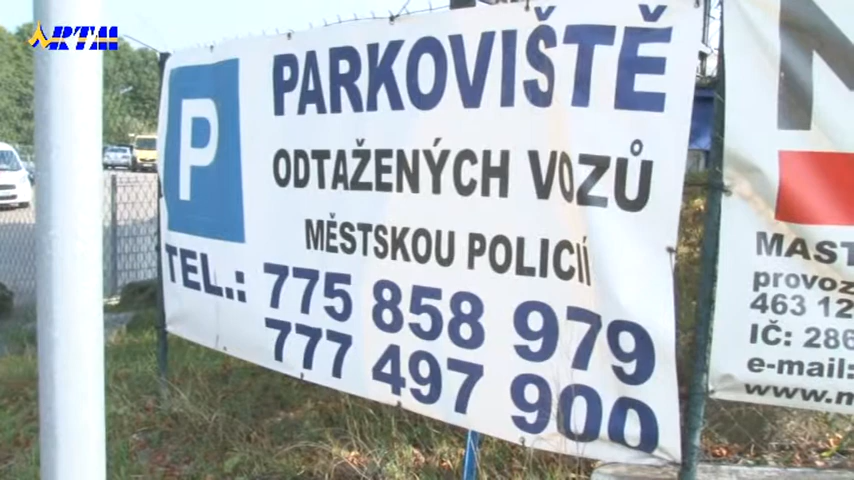 RTM
P
PARKOVIŠTĚ
ODTAŽENÝCH VOZŮ
MĚSTSKOU POLICIÍ
TEL.: 775 858 979
777 497 900
MAST
provoz
463 12
IČ: 286
e-mail:
www.m